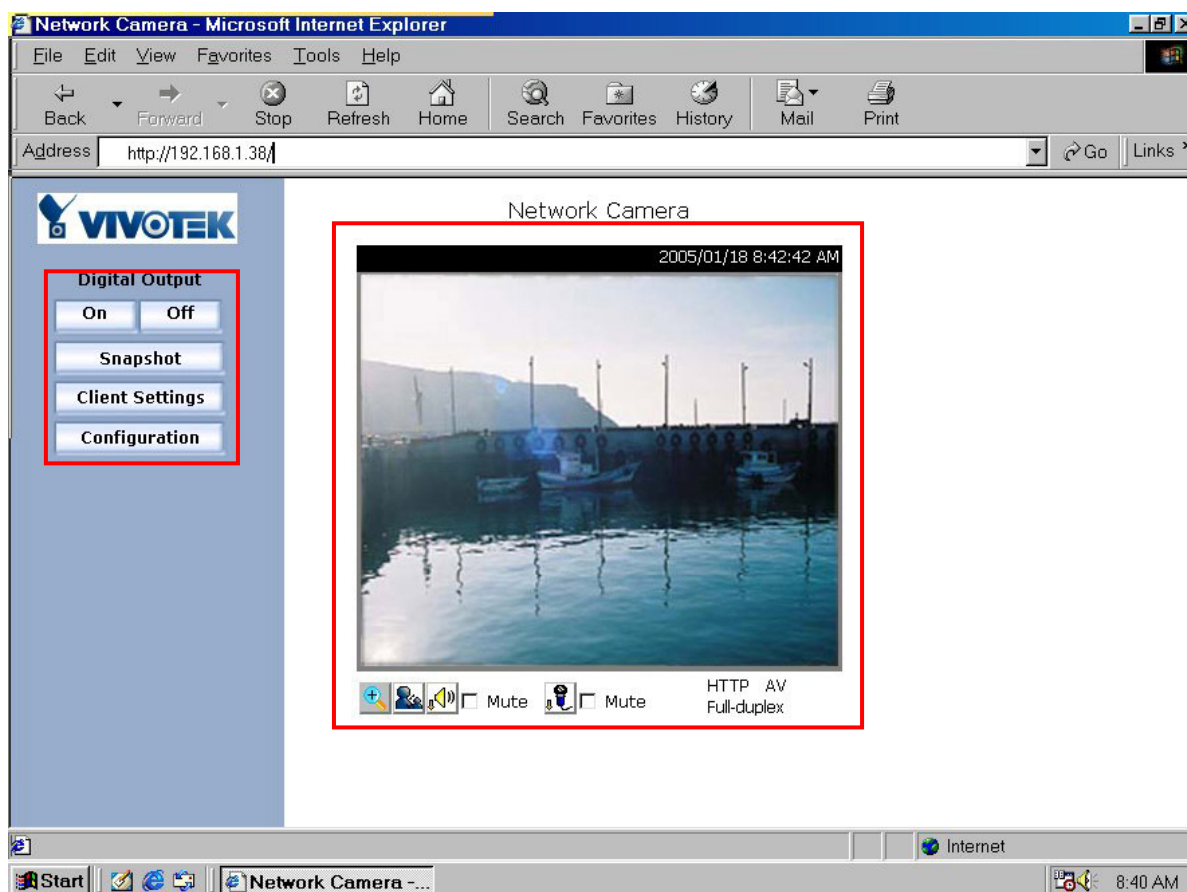 Network Camera - Microsoft Internet Explorer
File Edit View Favorites Tools Help
Back Forward Stop Refresh Home Search Favorites History Mail Print
Address http://192.168.1.38/ Go Links
VIVOTEK
Digital Output
On Off
Snapshot
Client Settings
Configuration
Network Camera
2005/01/18 8:42:42 AM
Mute Mute
HTTP AV
Full-duplex
Internet
Start Network Camera -... 8:40 AM